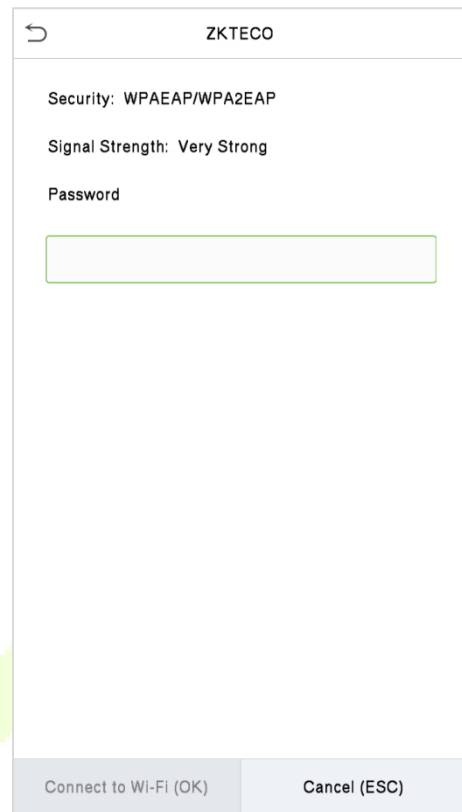 ZKTECO
Security: WPAEAP/WPA2EAP
Signal Strength: Very Strong
Password
Connect to Wi-Fi (OK)
Cancel (ESC)